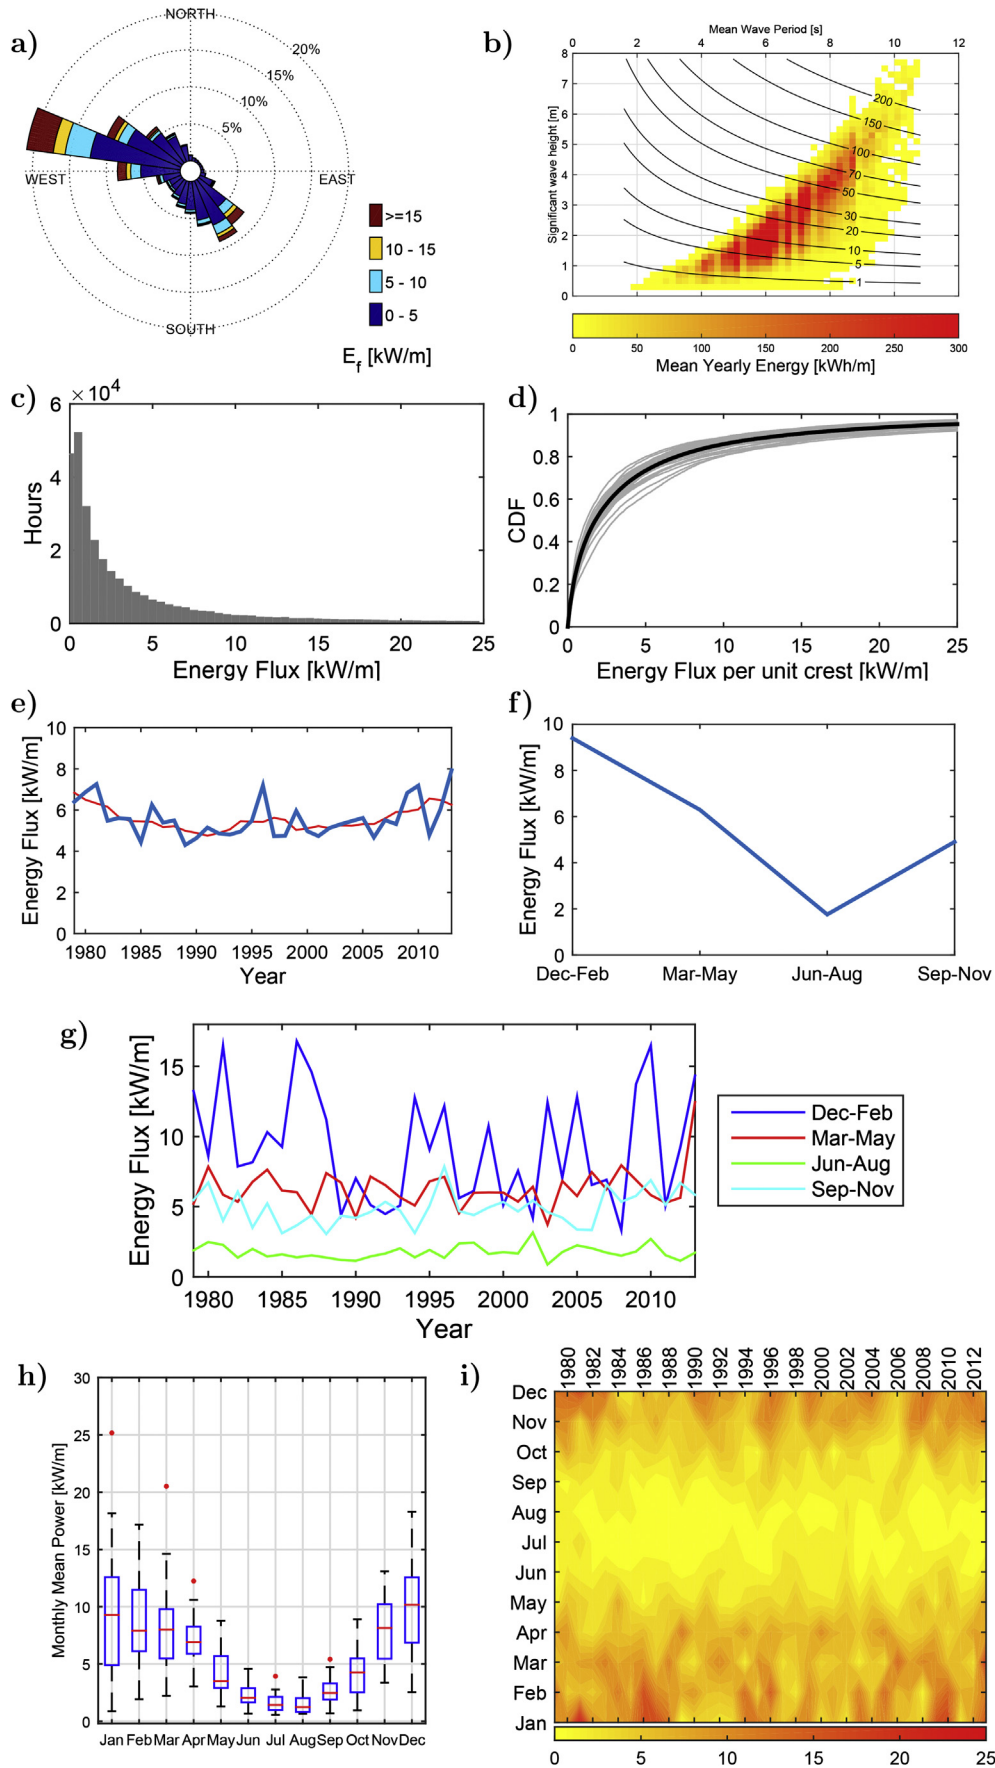 a)
NORTH
20%
15%
10%
5%
WEST
EAST
SOUTH
>=15
10 - 15
5 - 10
0 - 5
E_f [kW/m]
b)
Mean Wave Period [s]
0 2 4 6 8 10 12
Significant wave height [m]
8
7
6
5
4
3
2
1
0
200
150
100
70
50
30
20
10
5
1
0 50 100 150 200 250 300
Mean Yearly Energy [kWh/m]
c)
×10^4
Hours
6
4
2
0
0 5 10 15 20 25
Energy Flux [kW/m]
d)
CDF
1
0.8
0.6
0.4
0.2
0
0 5 10 15 20 25
Energy Flux per unit crest [kW/m]
e)
Energy Flux [kW/m]
10
8
6
4
2
0
1980 1985 1990 1995 2000 2005 2010
Year
f)
Energy Flux [kW/m]
10
8
6
4
2
0
Dec-Feb Mar-May Jun-Aug Sep-Nov
g)
Energy Flux [kW/m]
15
10
5
0
1980 1985 1990 1995 2000 2005 2010
Year
Dec-Feb
Mar-May
Jun-Aug
Sep-Nov
h)
Monthly Mean Power [kW/m]
30
25
20
15
10
5
0
Jan Feb Mar Apr May Jun Jul Aug Sep Oct Nov Dec
i)
1980 1982 1984 1986 1988 1990 1992 1994 1996 1998 2000 2002 2004 2006 2008 2010 2012
Dec
Nov
Oct
Sep
Aug
Jul
Jun
May
Apr
Mar
Feb
Jan
0 5 10 15 20 25